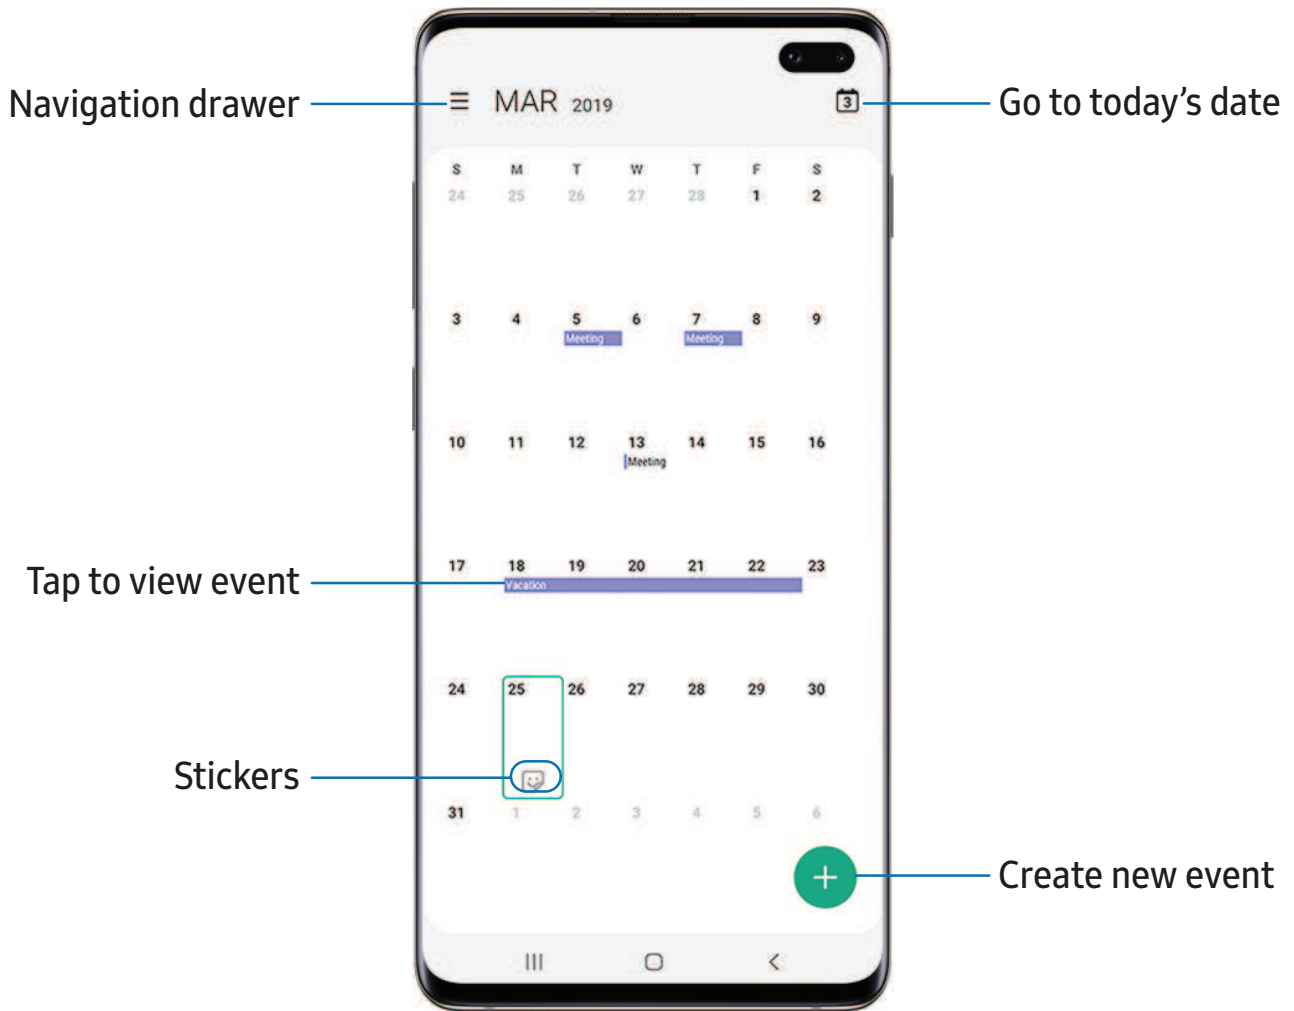 Navigation drawer
MAR 2019
3
Go to today's date
S M T W T F S
24 25 26 27 28 1 2
3 4 5 6 7 8 9
Meeting Meeting
10 11 12 13 14 15 16
Meeting
17 18 19 20 21 22 23
Tap to view event
Vacation
24 25 26 27 28 29 30
Stickers
31 1 2 3 4 5 6
Create new event